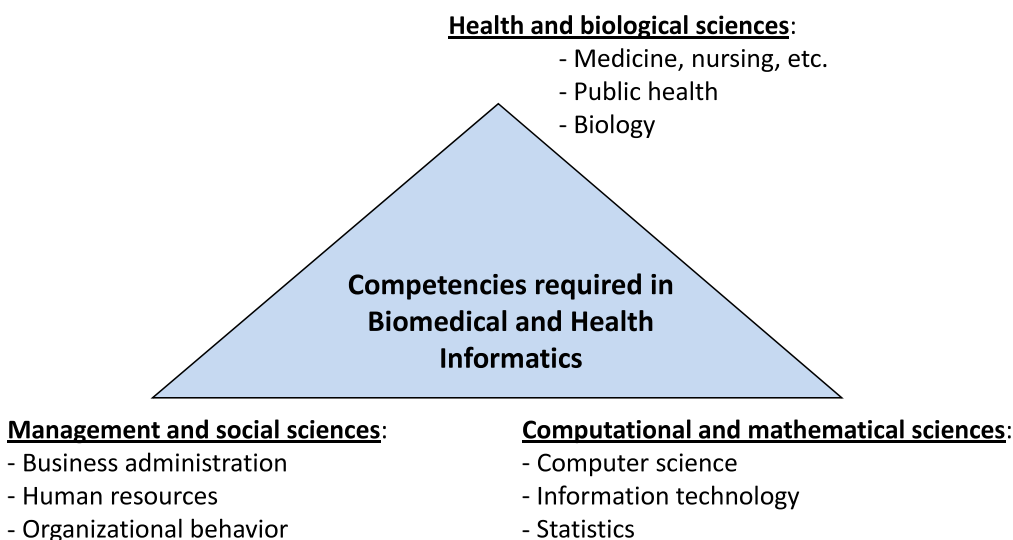 Health and biological sciences:
- Medicine, nursing, etc.
- Public health
- Biology
Competencies required in
Biomedical and Health
Informatics
Management and social sciences:
- Business administration
- Human resources
- Organizational behavior
Computational and mathematical sciences:
- Computer science
- Information technology
- Statistics